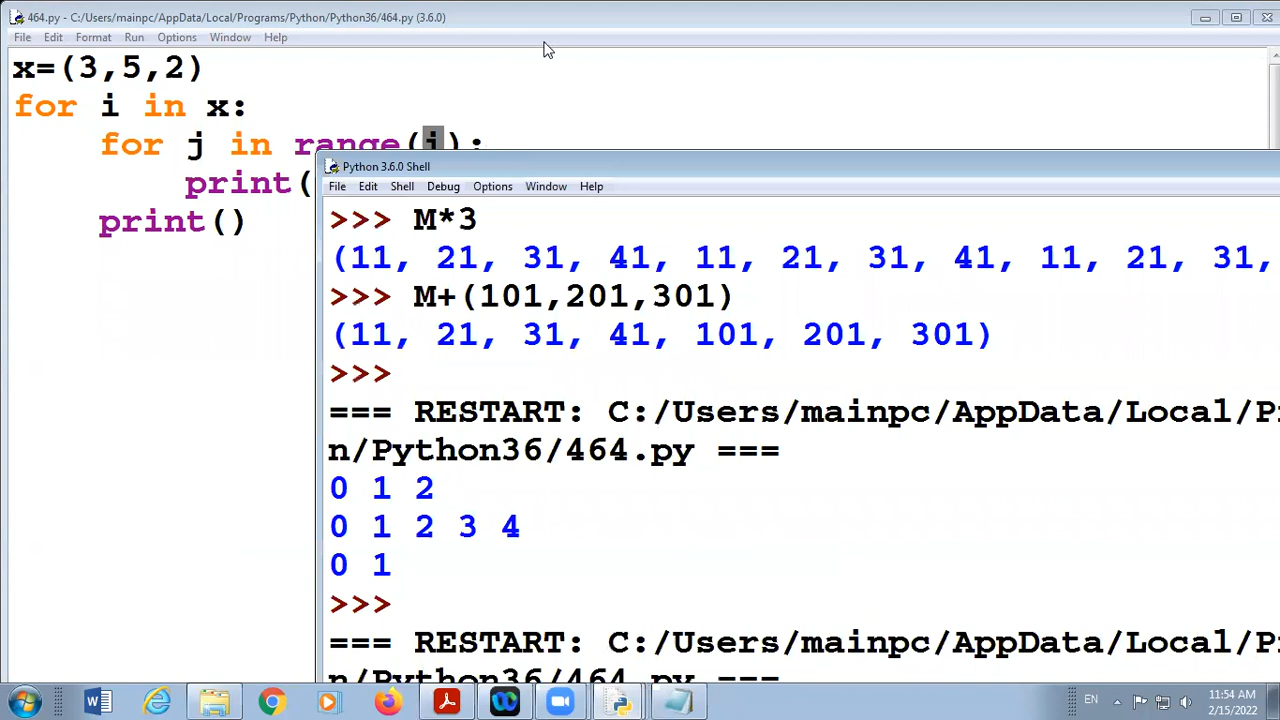 464.py - C:/Users/mainpc/AppData/Local/Programs/Python/Python36/464.py (3.6.0)
File Edit Format Run Options Window Help
x=(3,5,2)
for i in x:
for j in range(i):
print(
print()
Python 3.6.0 Shell
File Edit Shell Debug Options Window Help
>>> M*3
(11, 21, 31, 41, 11, 21, 31, 41, 11, 21, 31,
>>> M+(101,201,301)
(11, 21, 31, 41, 101, 201, 301)
>>>
=== RESTART: C:/Users/mainpc/AppData/Local/Pr
n/Python36/464.py ===
0 1 2
0 1 2 3 4
0 1
>>>
=== RESTART: C:/Users/mainpc/AppData/Local/Pr
n/Python36/464.py ===
EN
11:54 AM
2/15/2022